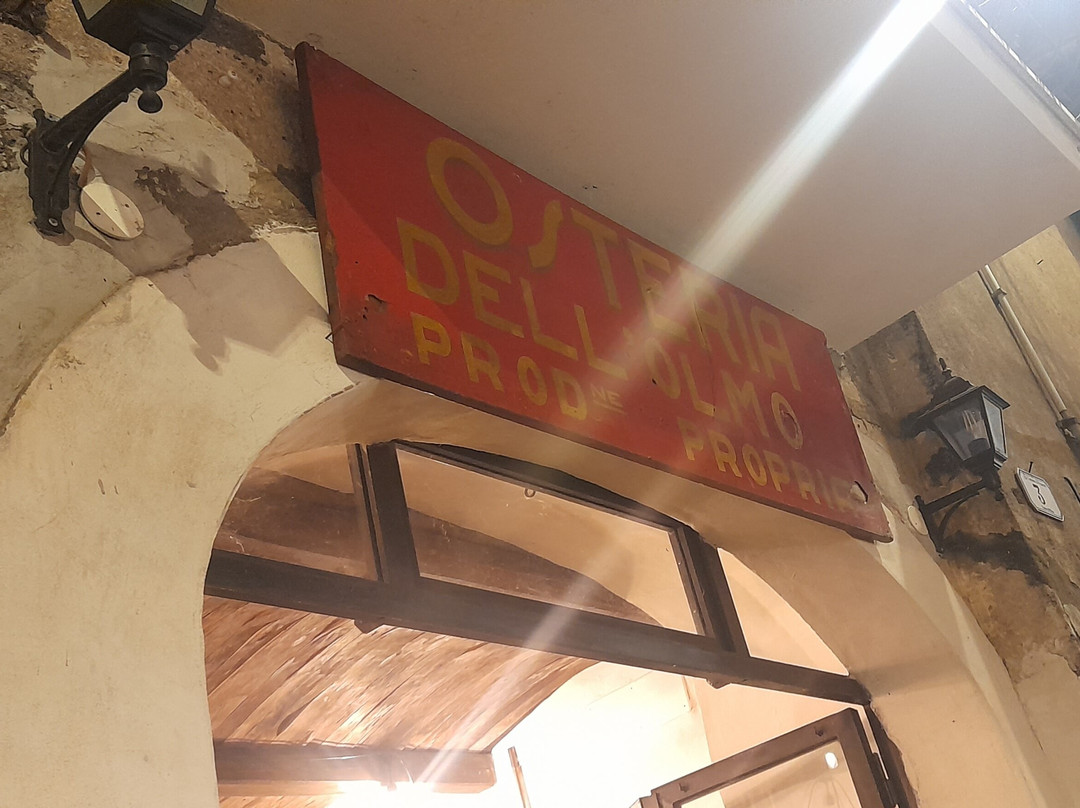 OSTERIA
DELL'OLMO
PROD.NE PROPRIA
3